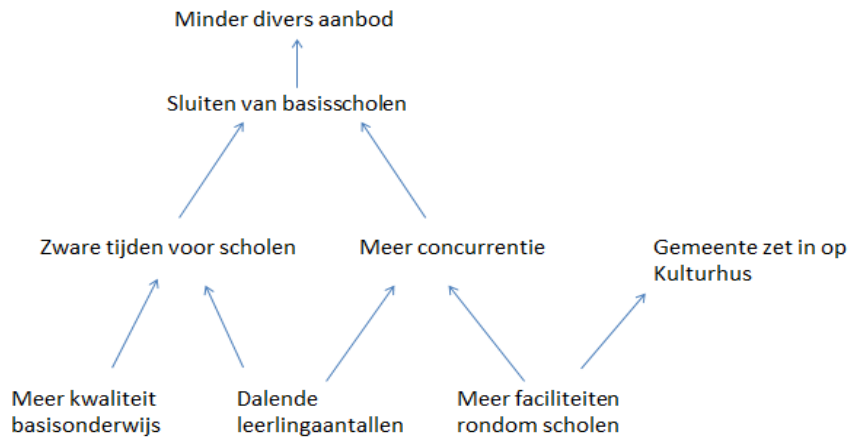 Minder divers aanbod
Sluiten van basisscholen
Zware tijden voor scholen
Meer concurrentie
Gemeente zet in op
Kulturhus
Meer kwaliteit
basisonderwijs
Dalende
leerlingaantallen
Meer faciliteiten
rondom scholen